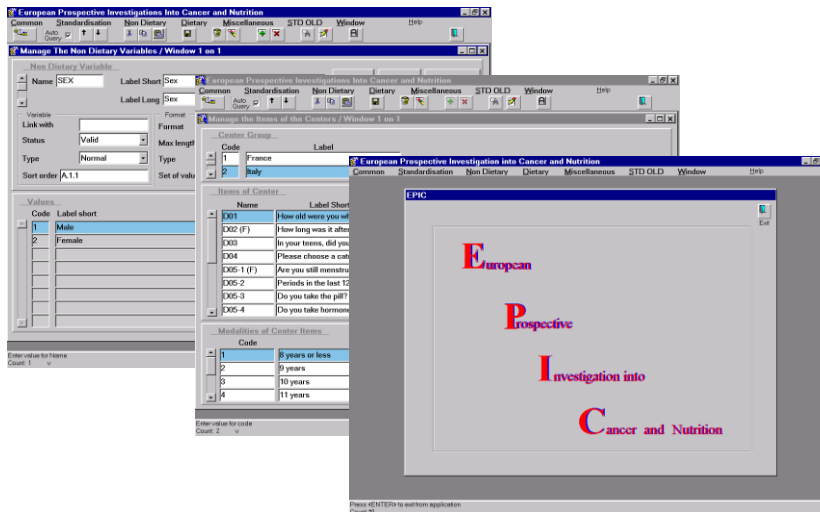 European Prospective Investigations Into Cancer and Nutrition
Common Standardisation Non Dietary Dietary Miscellaneous STD OLD Window Help
Auto Query
Manage The Non Dietary Variables / Window 1 on 1
Non Dietary Variable
Name SEX Label Short Sex
Label Long Sex
Variable Format
Link with Format
Status Valid Max length
Type Normal Type
Sort order A.1.1 Set of valu
Values
Code Label short
1 Male
2 Female
Enter value for Name
Count: 1 v
European Prospective Investigations Into Cancer and Nutrition
Common Standardisation Non Dietary Dietary Miscellaneous STD OLD Window Help
Auto Query
Manage the Items of the Centers / Window 1 on 1
Center Group
Code Label
1 France
2 Italy
Items of Center
Name Label Short
D01 How old were you wh
D02 (F) How long was it after
D03 In your teens, did you
D04 Please choose a cat
D05-1 (F) Are you still menstru
D05-2 Periods in the last 12
D05-3 Do you take the pill?
D05-4 Do you take hormone
Modalities of Center Items
Code
1 8 years or less
2 9 years
3 10 years
4 11 years
Enter value for code
Count: 2 v
European Prospective Investigation into Cancer and Nutrition
Common Standardisation Non Dietary Dietary Miscellaneous STD OLD Window Help
EPIC
Exit
European
Prospective
Investigation into
Cancer and Nutrition
Press <ENTER> to exit from application